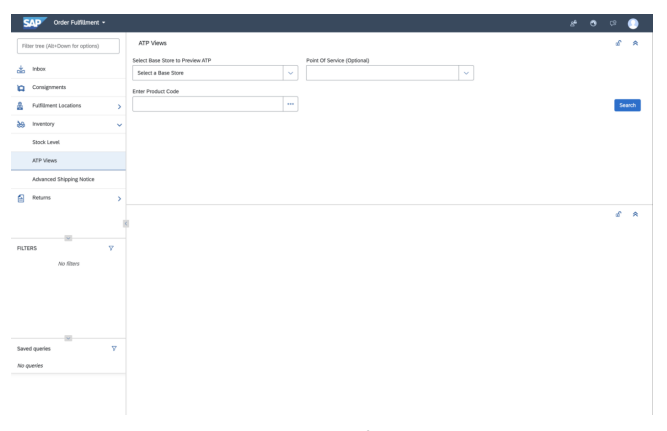 SAP Order Fulfillment
Filter tree (Alt+Down for options)
Inbox
Consignments
Fulfillment Locations
Inventory
Stock Level
ATP Views
Advanced Shipping Notice
Returns
FILTERS
No filters
Saved queries
No queries
ATP Views
Select Base Store to Preview ATP
Point Of Service (Optional)
Select a Base Store
Enter Product Code
Search